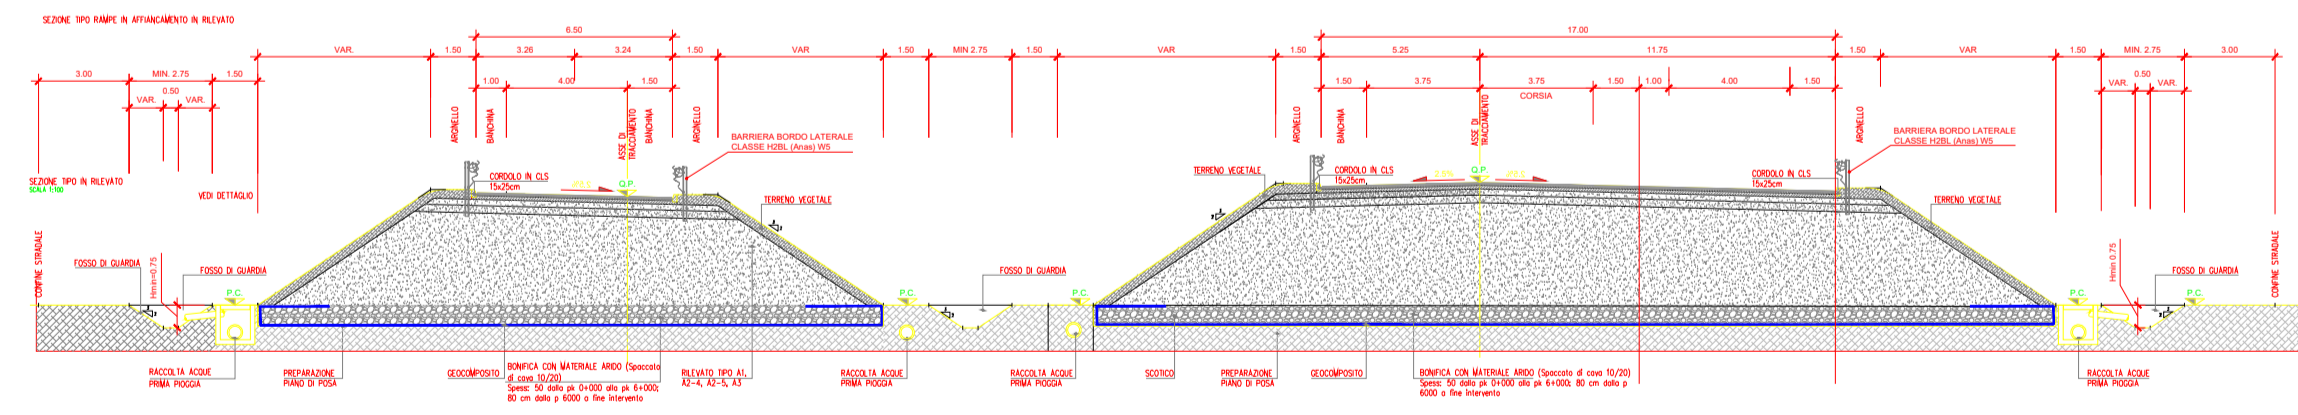 SEZIONE TIPO RAMPE IN AFFIANCAMENTO IN RILEVATO
6.50
17.00
VAR.
1.50
3.26
3.24
1.50
VAR
1.50
MIN 2.75
1.50
VAR
1.50
5.25
11.75
1.50
VAR
1.50
MIN. 2.75
3.00
3.00
MIN. 2.75
1.50
1.00
4.00
1.50
1.50
3.75
3.75
1.50
1.00
4.00
1.50
CORSIA
0.50
VAR.
VAR.
0.50
VAR.
VAR.
ARGINELLO
BANCHINA
ASSE DI
TRACCIAMENTO
BANCHINA
ARGINELLO
ARGINELLO
BANCHINA
ASSE DI
TRACCIAMENTO
ARGINELLO
BARRIERA BORDO LATERALE
CLASSE H2BL (Anas) W5
BARRIERA BORDO LATERALE
CLASSE H2BL (Anas) W5
SEZIONE TIPO IN RILEVATO
SCALA 1:100
VEDI DETTAGLIO
CORDOLO IN CLS
15x25cm
Q.P.
TERRENO VEGETALE
TERRENO VEGETALE
CORDOLO IN CLS
15x25cm
Q.P.
CORDOLO IN CLS
15x25cm
TERRENO VEGETALE
CONFINE STRADALE
FOSSO DI GUARDIA
Hmin=0.75
FOSSO DI GUARDIA
P.C.
P.C.
FOSSO DI GUARDIA
P.C.
P.C.
Hmin 0.75
FOSSO DI GUARDIA
P.C.
CONFINE STRADALE
RACCOLTA ACQUE
PRIMA PIOGGIA
PREPARAZIONE
PIANO DI POSA
GEOCOMPOSITO
BONIFICA CON MATERIALE ARIDO (Spaccato
di cava 10/20)
Spess: 50 dalla pk 0+000 alla pk 6+000;
80 cm dalla p 6000 a fine intervento
RILEVATO TIPO A1,
A2-4, A2-5, A3
RACCOLTA ACQUE
PRIMA PIOGGIA
RACCOLTA ACQUE
PRIMA PIOGGIA
SCOTICO
PREPARAZIONE
PIANO DI POSA
GEOCOMPOSITO
BONIFICA CON MATERIALE ARIDO (Spaccato di cava 10/20)
Spess: 50 dalla pk 0+000 alla pk 6+000; 80 cm dalla p
6000 a fine intervento
RACCOLTA ACQUE
PRIMA PIOGGIA